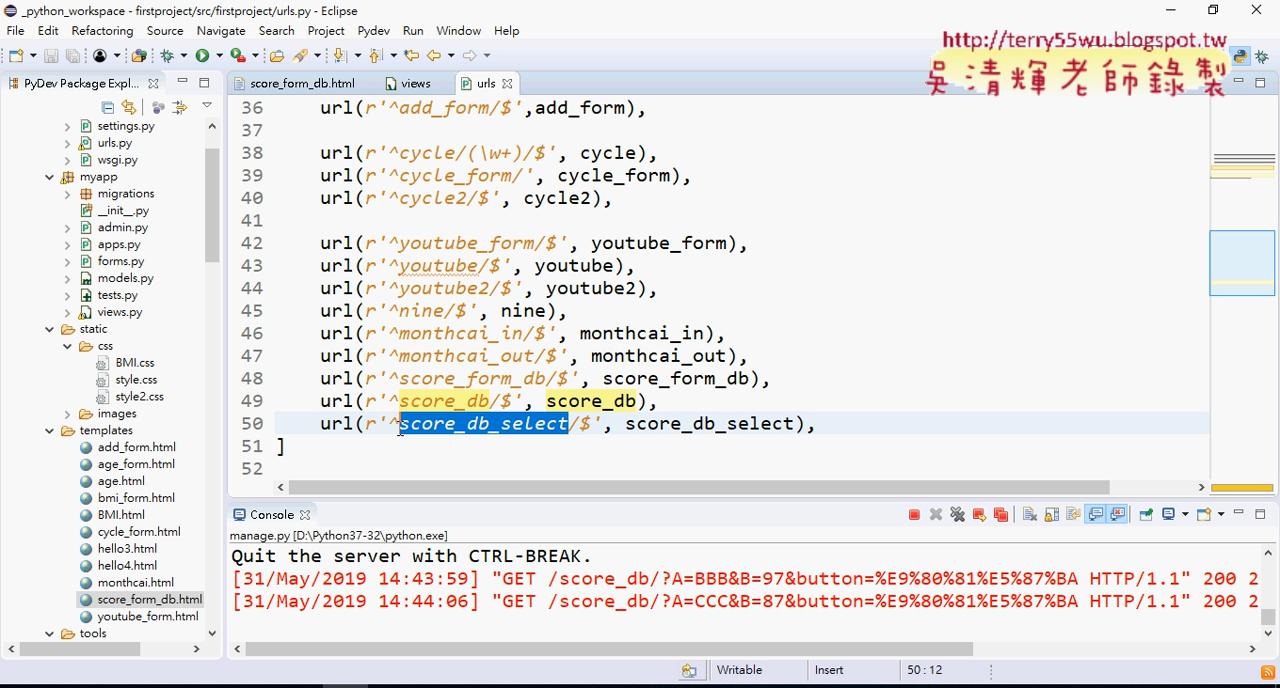 _python_workspace - firstproject/src/firstproject/urls.py - Eclipse
File Edit Refactoring Source Navigate Search Project Pydev Run Window Help
http://terry55wu.blogspot.tw
吳清輝老師錄製
PyDev Package Expl...
score_form_db.html
views
urls
settings.py
urls.py
wsgi.py
myapp
migrations
__init__.py
admin.py
apps.py
forms.py
models.py
tests.py
views.py
static
css
BMI.css
style.css
style2.css
images
templates
add_form.html
age_form.html
age.html
bmi_form.html
BMI.html
cycle_form.html
hello3.html
hello4.html
monthcai.html
score_form_db.html
youtube_form.html
tools
36 url(r'^add_form/$',add_form),
37
38 url(r'^cycle/(\w+)/$', cycle),
39 url(r'^cycle_form/', cycle_form),
40 url(r'^cycle2/$', cycle2),
41
42 url(r'^youtube_form/$', youtube_form),
43 url(r'^youtube/$', youtube),
44 url(r'^youtube2/$', youtube2),
45 url(r'^nine/$', nine),
46 url(r'^monthcai_in/$', monthcai_in),
47 url(r'^monthcai_out/$', monthcai_out),
48 url(r'^score_form_db/$', score_form_db),
49 url(r'^score_db/$', score_db),
50 url(r'^score_db_select/$', score_db_select),
51 ]
52
Console
manage.py [D:\Python37-32\python.exe]
Quit the server with CTRL-BREAK.
[31/May/2019 14:43:59] "GET /score_db/?A=BBB&B=97&button=%E9%80%81%E5%87%BA HTTP/1.1" 200 2
[31/May/2019 14:44:06] "GET /score_db/?A=CCC&B=87&button=%E9%80%81%E5%87%BA HTTP/1.1" 200 2
Writable Insert 50 : 12